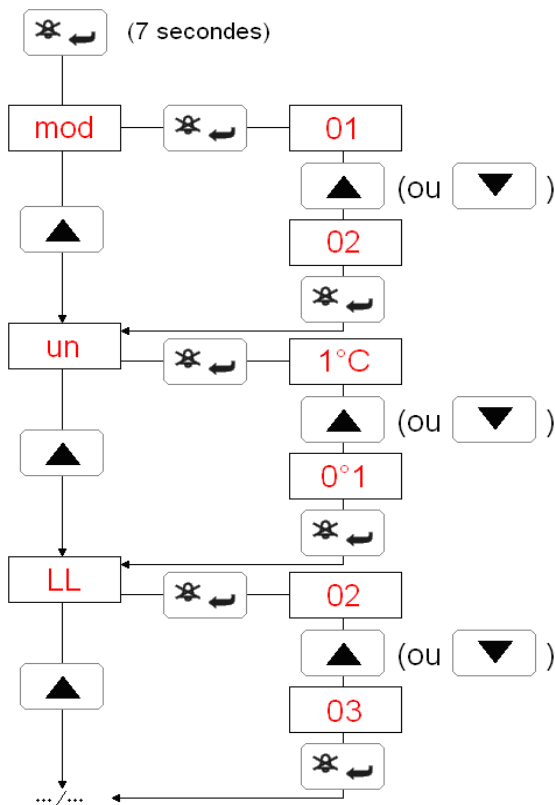 (7 secondes)
mod
01
(ou )
02
un
1°C
(ou )
0°1
LL
02
(ou )
03
.../...